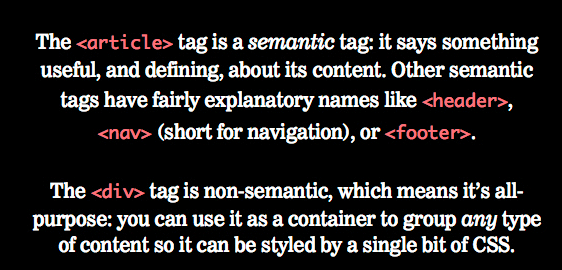 The <article> tag is a semantic tag: it says something
useful, and defining, about its content. Other semantic
tags have fairly explanatory names like <header>,
<nav> (short for navigation), or <footer>.
The <div> tag is non-semantic, which means it’s all-
purpose: you can use it as a container to group any type
of content so it can be styled by a single bit of CSS.